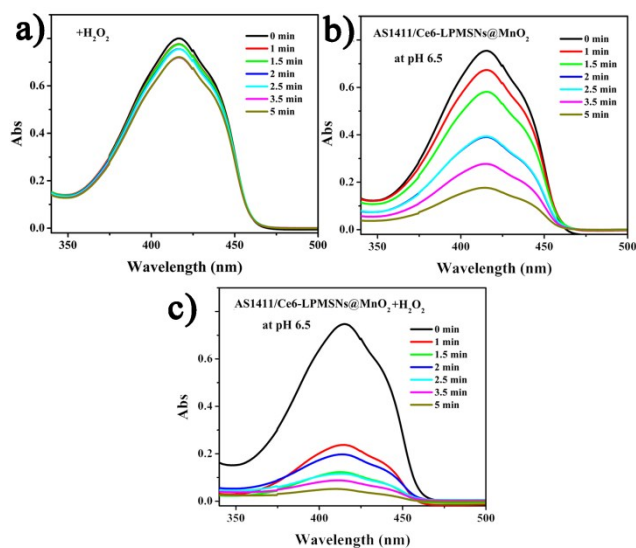 a)
+H₂O₂
0 min
1 min
1.5 min
2 min
2.5 min
3.5 min
5 min
Abs
0.8
0.6
0.4
0.2
0.0
350 400 450 500
Wavelength (nm)
b)
AS1411/Ce6-LPMSNs@MnO₂
at pH 6.5
0 min
1 min
1.5 min
2 min
2.5 min
3.5 min
5 min
Abs
0.8
0.6
0.4
0.2
0.0
350 400 450 500
Wavelength (nm)
c)
AS1411/Ce6-LPMSNs@MnO₂+H₂O₂
at pH 6.5
0 min
1 min
1.5 min
2 min
2.5 min
3.5 min
5 min
Abs
0.6
0.4
0.2
0.0
350 400 450 500
Wavelength (nm)